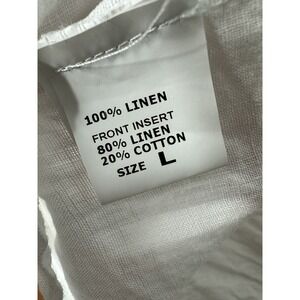 100% LINEN
FRONT INSERT
80% LINEN
20% COTTON
SIZE L